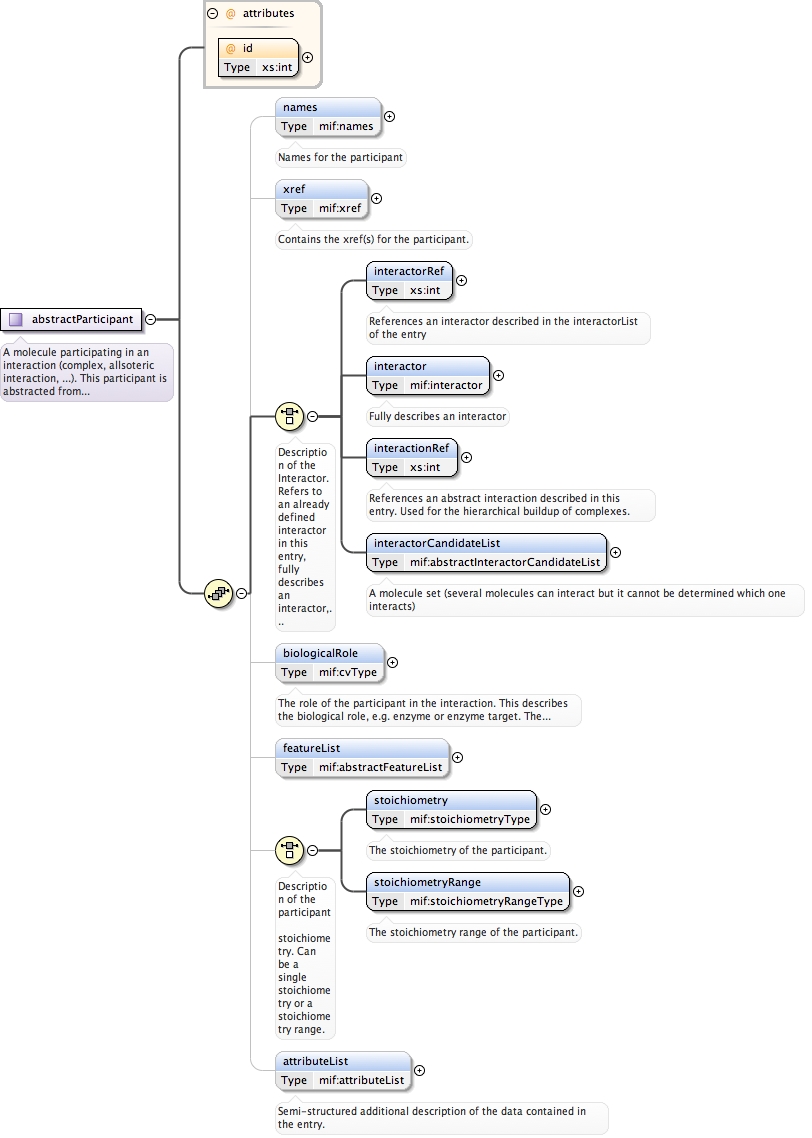 @ attributes
@ id
Type xs:int
names
Type mif:names
Names for the participant
xref
Type mif:xref
Contains the xref(s) for the participant.
interactorRef
Type xs:int
References an interactor described in the interactorList
of the entry
abstractParticipant
A molecule participating in an
interaction (complex, allsoteric
interaction, ...). This participant is
abstracted from...
interactor
Type mif:interactor
Fully describes an interactor
interactionRef
Type xs:int
References an abstract interaction described in this
entry. Used for the hierarchical buildup of complexes.
interactorCandidateList
Type mif:abstractInteractorCandidateList
A molecule set (several molecules can interact but it cannot be determined which one
interacts)
Descriptio
n of the
Interactor.
Refers to
an already
defined
interactor
in this
entry,
fully
describes
an
interactor,.
..
biologicalRole
Type mif:cvType
The role of the participant in the interaction. This describes
the biological role, e.g. enzyme or enzyme target. The...
featureList
Type mif:abstractFeatureList
stoichiometry
Type mif:stoichiometryType
The stoichiometry of the participant.
stoichiometryRange
Type mif:stoichiometryRangeType
The stoichiometry range of the participant.
Descriptio
n of the
participant
stoichiome
try. Can
be a
single
stoichiome
try or a
stoichiome
try range.
attributeList
Type mif:attributeList
Semi-structured additional description of the data contained in
the entry.